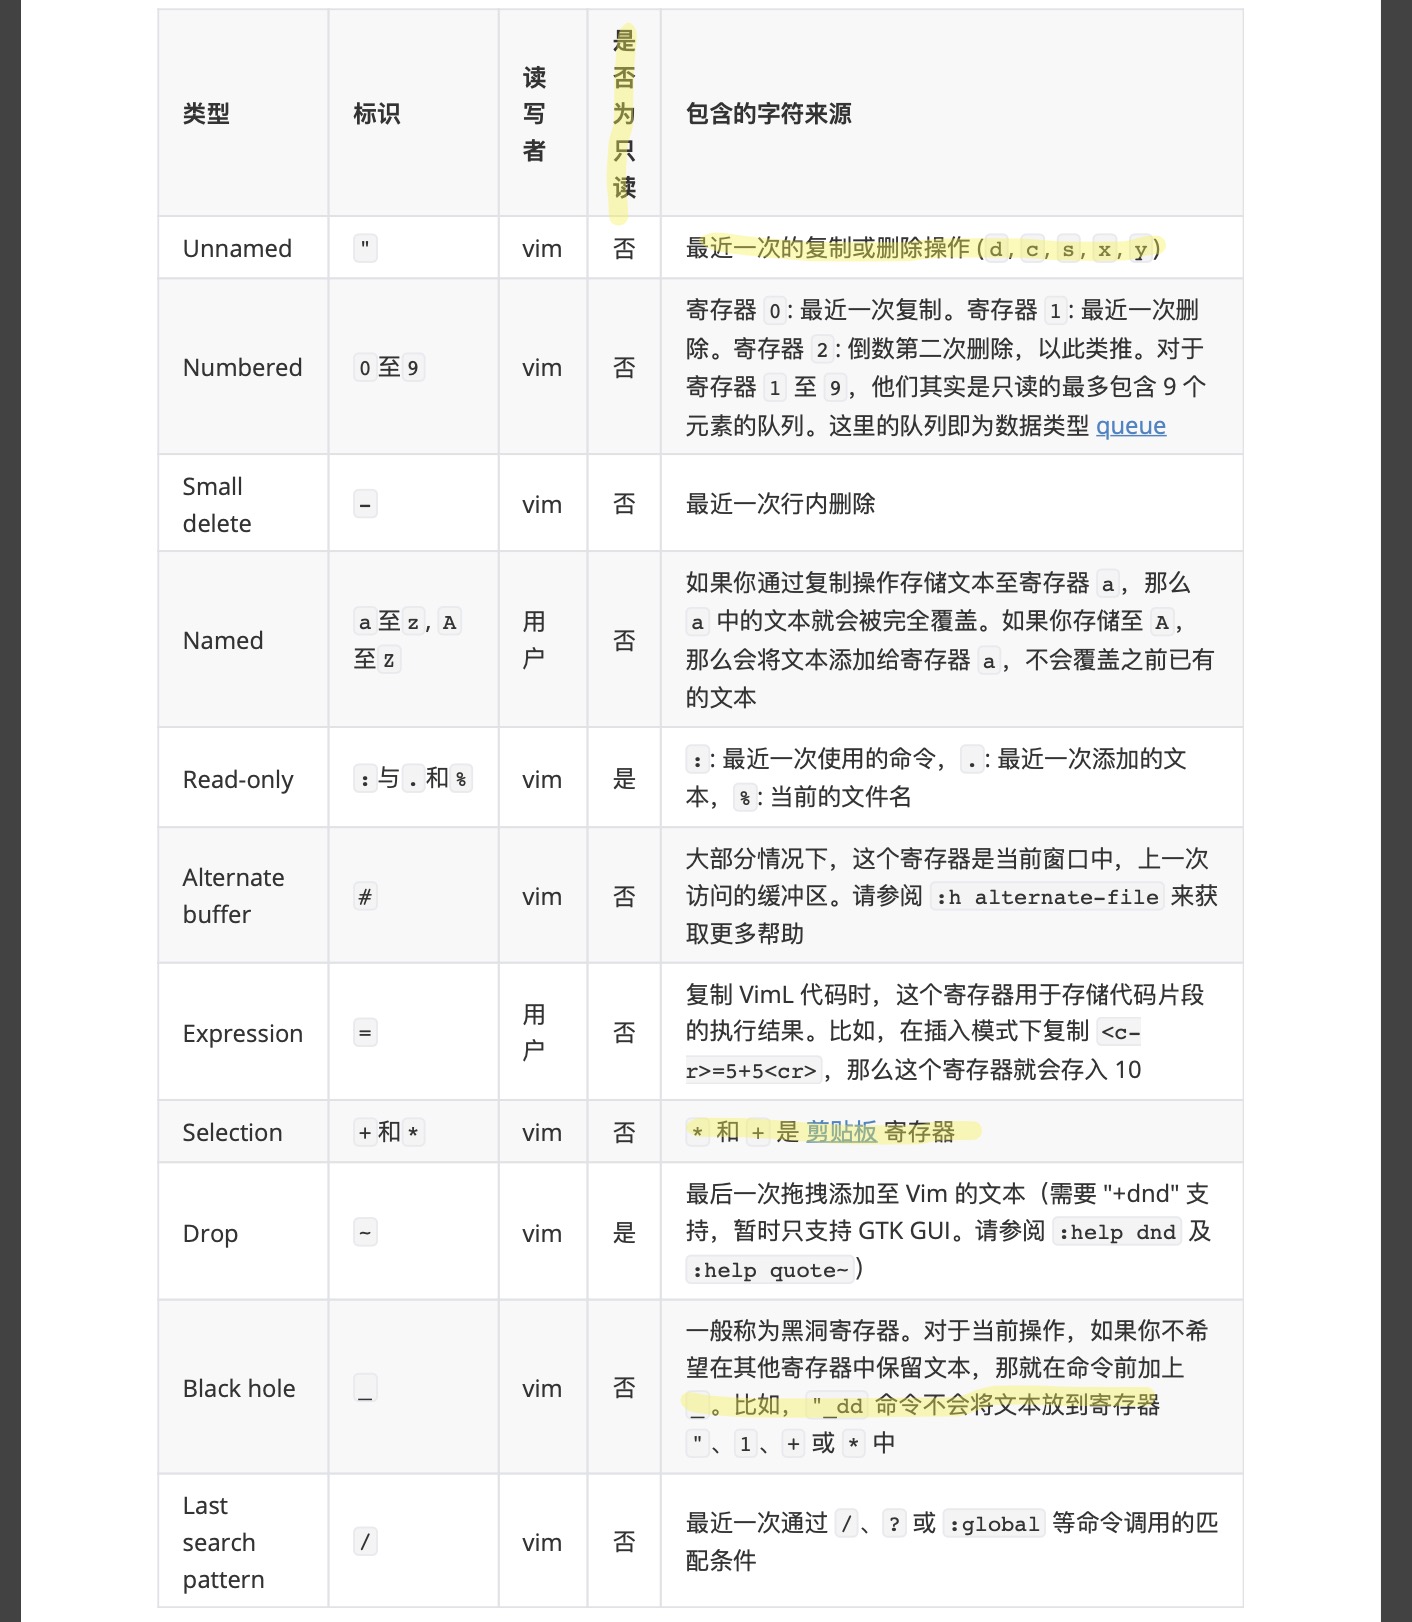 类型
标识
读
写
者
是
否
为
只
读
包含的字符来源
Unnamed
"
vim
否
最近一次的复制或删除操作 (d, c, s, x, y)
Numbered
0至9
vim
否
寄存器 0: 最近一次复制。寄存器 1: 最近一次删
除。寄存器 2: 倒数第二次删除，以此类推。对于
寄存器 1 至 9，他们其实是只读的最多包含 9 个
元素的队列。这里的队列即为数据类型 queue
Small
delete
-
vim
否
最近一次行内删除
Named
a至z, A
至Z
用
户
否
如果你通过复制操作存储文本至寄存器 a，那么
a 中的文本就会被完全覆盖。如果你存储至 A，
那么会将文本添加给寄存器 a，不会覆盖之前已有
的文本
Read-only
:与.和%
vim
是
:: 最近一次使用的命令，.: 最近一次添加的文
本，%: 当前的文件名
Alternate
buffer
#
vim
否
大部分情况下，这个寄存器是当前窗口中，上一次
访问的缓冲区。请参阅 :h alternate-file 来获
取更多帮助
Expression
=
用
户
否
复制 VimL 代码时，这个寄存器用于存储代码片段
的执行结果。比如，在插入模式下复制 <c-
r>=5+5<cr>，那么这个寄存器就会存入 10
Selection
+和*
vim
否
* 和 + 是 剪贴板 寄存器
Drop
~
vim
是
最后一次拖拽添加至 Vim 的文本（需要 "+dnd" 支
持，暂时只支持 GTK GUI。请参阅 :help dnd 及
:help quote~)
Black hole
_
vim
否
一般称为黑洞寄存器。对于当前操作，如果你不希
望在其他寄存器中保留文本，那就在命令前加上
_。比如，"_dd 命令不会将文本放到寄存器
"、1、+ 或 * 中
Last
search
pattern
/
vim
否
最近一次通过 /、? 或 :global 等命令调用的匹
配条件